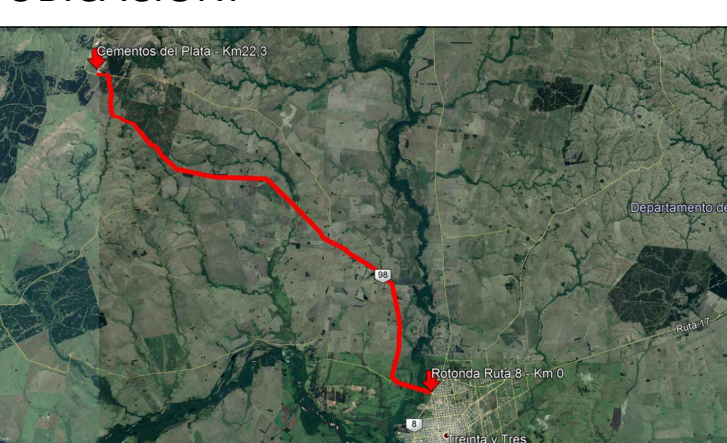 Cementos del Plata - Km22,3
Departamento de
98
Ruta 17
Rotonda Ruta 8 - Km 0
8
Treinta y Tres